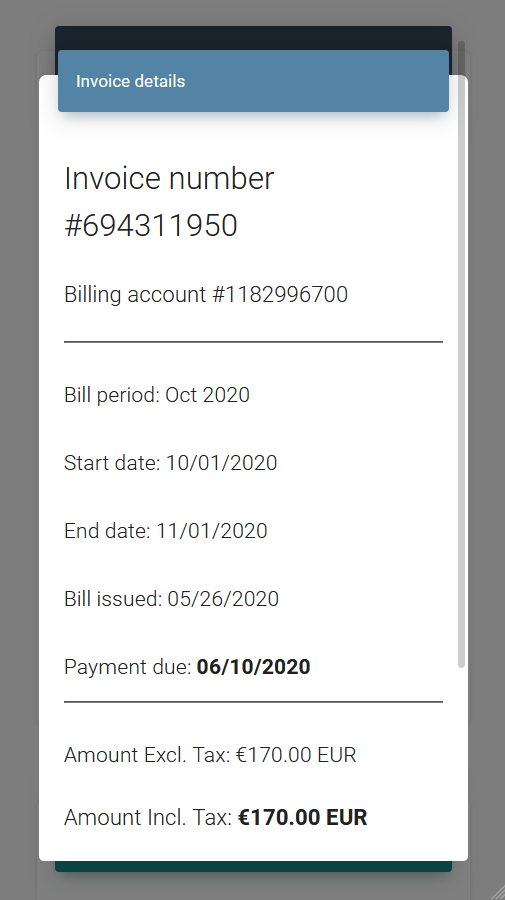 Invoice details
Invoice number
#694311950
Billing account #1182996700
Bill period: Oct 2020
Start date: 10/01/2020
End date: 11/01/2020
Bill issued: 05/26/2020
Payment due: 06/10/2020
Amount Excl. Tax: €170.00 EUR
Amount Incl. Tax: €170.00 EUR